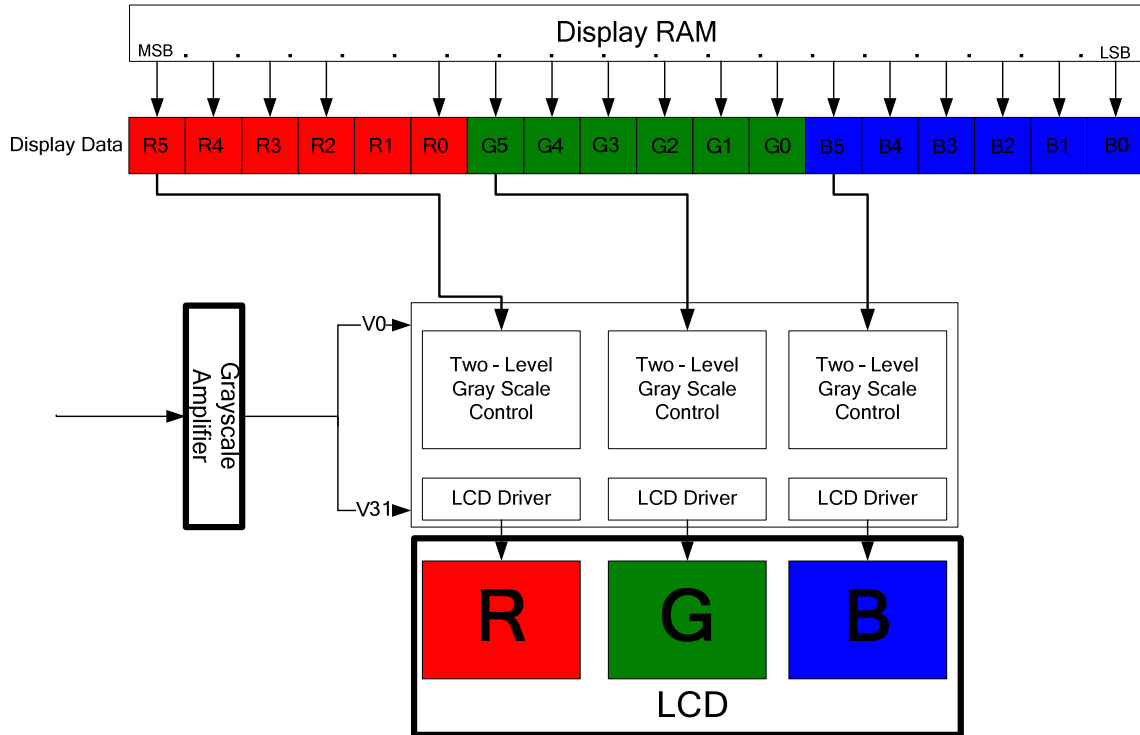 Display RAM
MSB LSB
Display Data R5 R4 R3 R2 R1 R0 G5 G4 G3 G2 G1 G0 B5 B4 B3 B2 B1 B0
Grayscale
Amplifier
V0
V31
Two - Level
Gray Scale
Control
Two - Level
Gray Scale
Control
Two - Level
Gray Scale
Control
LCD Driver
LCD Driver
LCD Driver
R
G
B
LCD